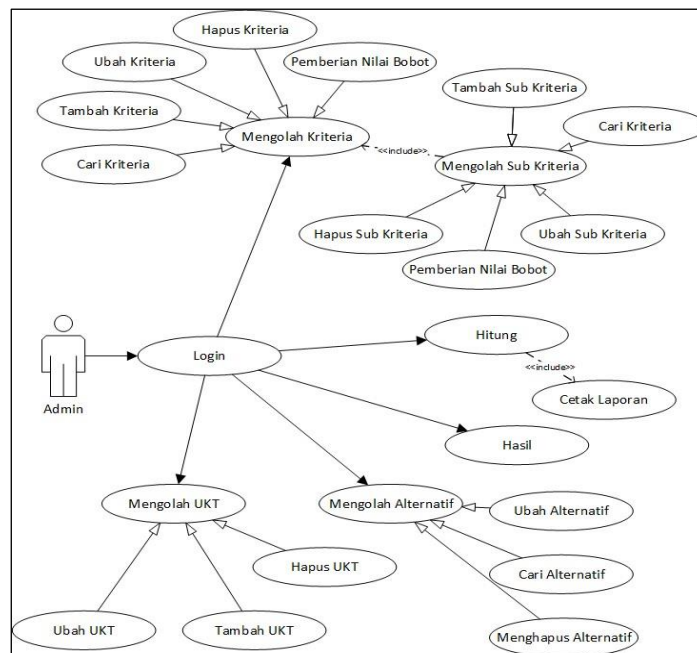 Hapus Kriteria
Ubah Kriteria
Pemberian Nilai Bobot
Tambah Kriteria
Mengolah Kriteria
Cari Kriteria
<<include>>
Tambah Sub Kriteria
Cari Kriteria
Mengolah Sub Kriteria
Hapus Sub Kriteria
Ubah Sub Kriteria
Pemberian Nilai Bobot
Admin
Login
Hitung
<<include>>
Cetak Laporan
Hasil
Mengolah UKT
Mengolah Alternatif
Ubah Alternatif
Hapus UKT
Cari Alternatif
Ubah UKT
Tambah UKT
Menghapus Alternatif